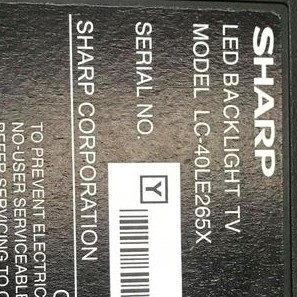 SHARP
LED BACKLIGHT TV
MODEL LC-40LE265X
SERIAL NO.
Y
SHARP CORPORATION
TO PREVENT ELECTRIC
NO-USER SERVICEABLE
REFER SERVICING TO